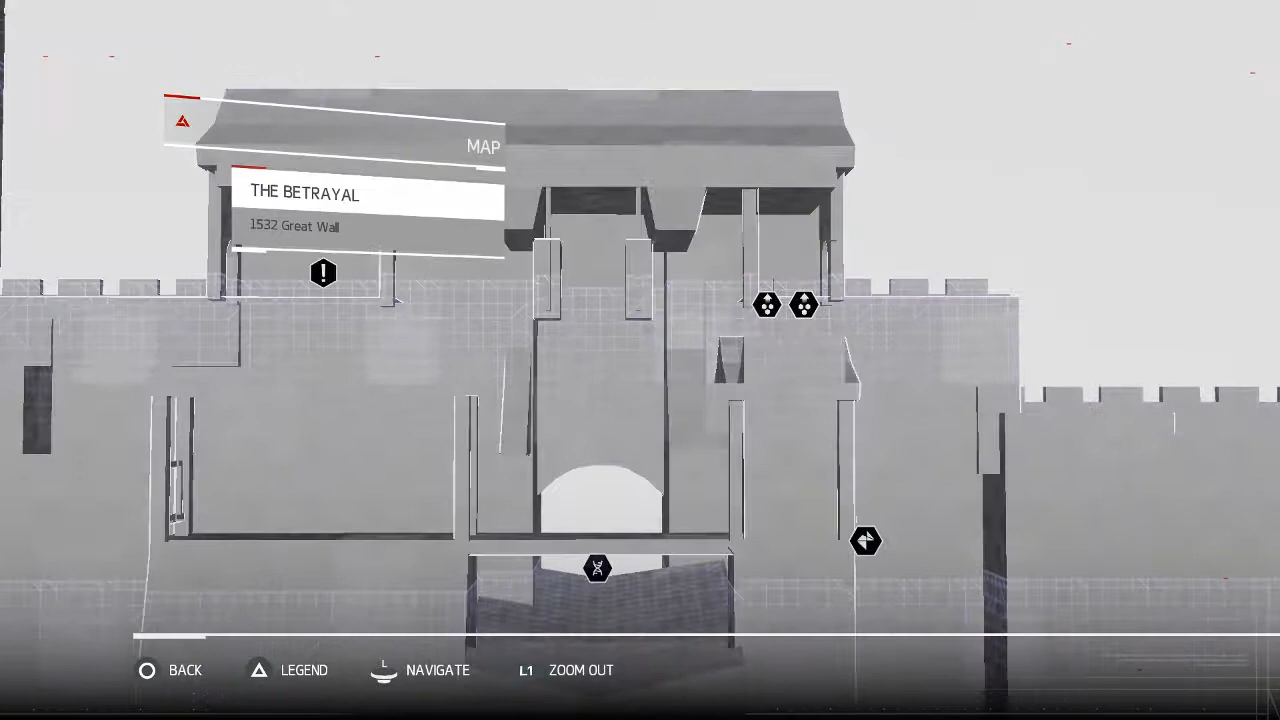 MAP
THE BETRAYAL
1532 Great Wall
!
BACK
LEGEND
L
NAVIGATE
L1 ZOOM OUT